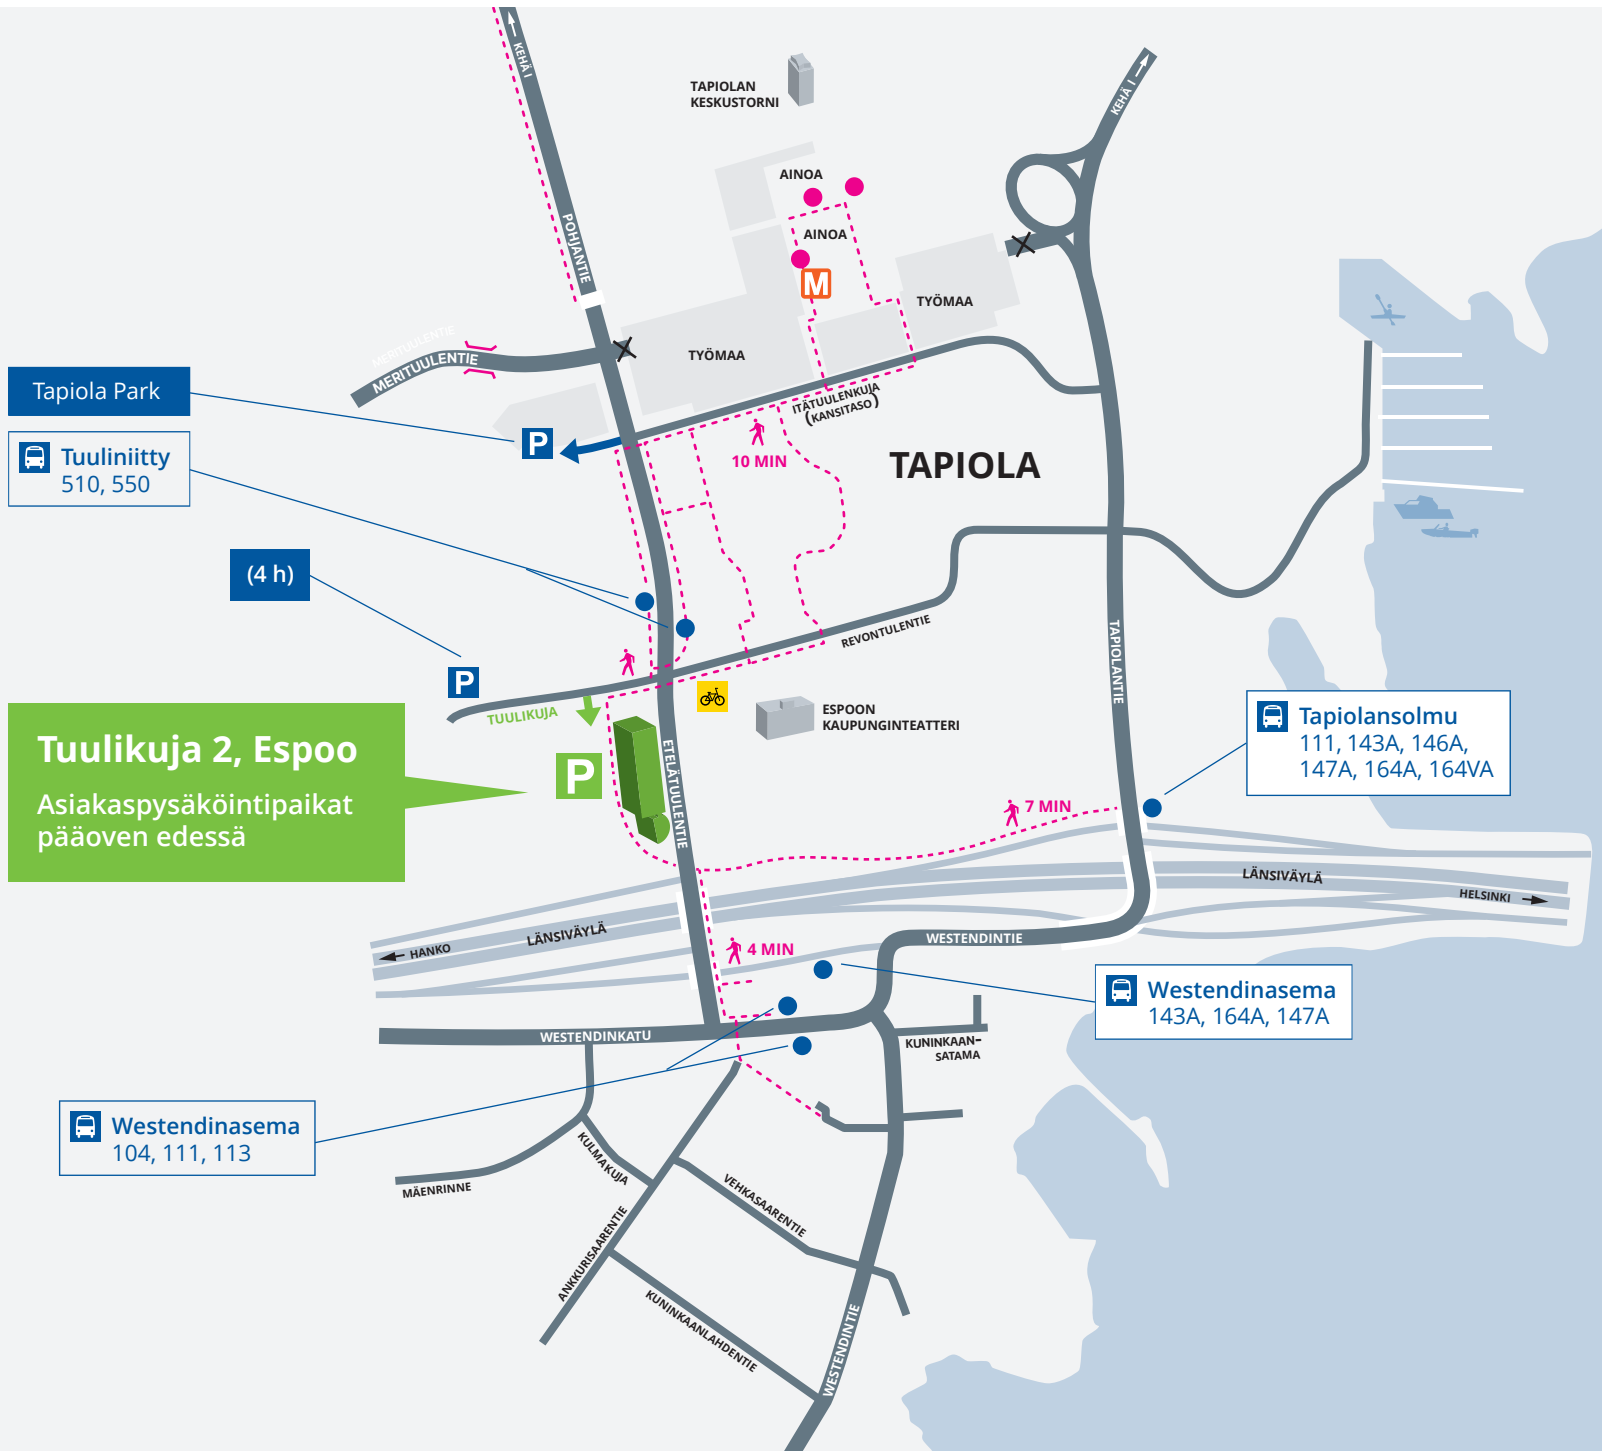 KEHÄ I
KEHÄ I
TAPIOLAN
KESKUSTORNI
AINOA
AINOA
M
POHJANTIE
TYÖMAA
TYÖMAA
MERITUULENTIE
MERITUULENTIE
Tapiola Park
P
ITÄTUULENKUJA
(KANSITASO)
10 MIN
TAPIOLA
Tuuliniitty
510, 550
(4 h)
P
TUULIKUJA
REVONTULENTIE
TAPIOLANTIE
ESPOON
KAUPUNGINTEATTERI
Tuulikuja 2, Espoo
Asiakaspysäköintipaikat
pääoven edessä
P
ETELÄTUULENTIE
Tapiolansolmu
111, 143A, 146A,
147A, 164A, 164VA
7 MIN
LÄNSIVÄYLÄ
HELSINKI
HANKO
LÄNSIVÄYLÄ
4 MIN
WESTENDINTIE
Westendinasema
143A, 164A, 147A
WESTENDINKATU
KUNINKAAN-
SATAMA
Westendinasema
104, 111, 113
MÄENRINNE
KULMAKUJA
VEHKASAARENTIE
ANKKURISAARENTIE
KUNINKAANLAHDENTIE
WESTENDINTIE